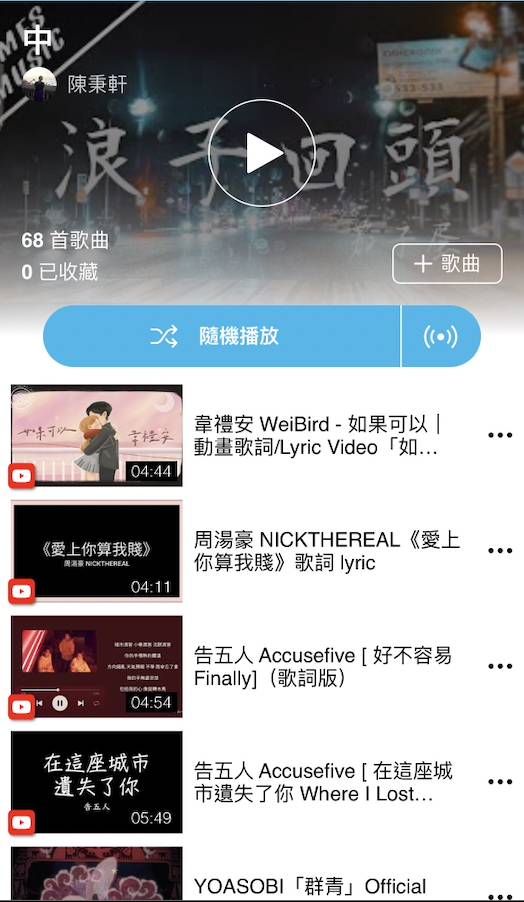 MES
MUSIC
中
陳秉軒
浪子回頭
68 首歌曲
0 已收藏
＋ 歌曲
隨機播放
如果可以
韋禮安
04:44
韋禮安 WeiBird - 如果可以｜
動畫歌詞/Lyric Video「如...
《愛上你算我賤》
周湯豪 NICKTHEREAL
04:11
周湯豪 NICKTHEREAL《愛上
你算我賤》歌詞 lyric
04:54
告五人 Accusefive [ 好不容易
Finally]（歌詞版）
在這座城市
遺失了你
告五人
05:49
告五人 Accusefive [ 在這座城
市遺失了你 Where I Lost...
YOASOBI「群青」Official